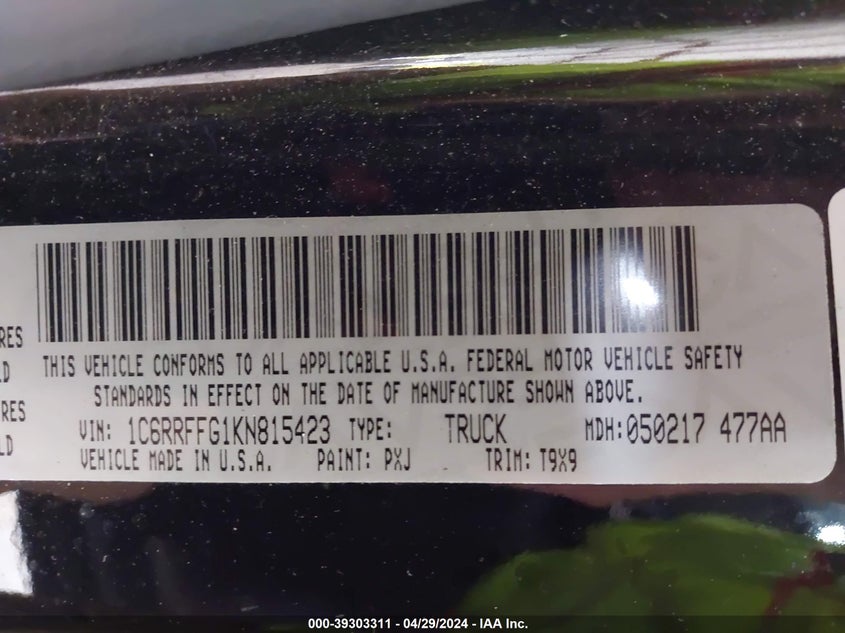 RES
LD
RES
LD
THIS VEHICLE CONFORMS TO ALL APPLICABLE U.S.A. FEDERAL MOTOR VEHICLE SAFETY
STANDARDS IN EFFECT ON THE DATE OF MANUFACTURE SHOWN ABOVE.
VIN: 1C6RRFFG1KN815423 TYPE: TRUCK MDH:050217 477AA
VEHICLE MADE IN U.S.A. PAINT: PXJ TRIM: T9X9
000-39303311 - 04/29/2024 - IAA Inc.